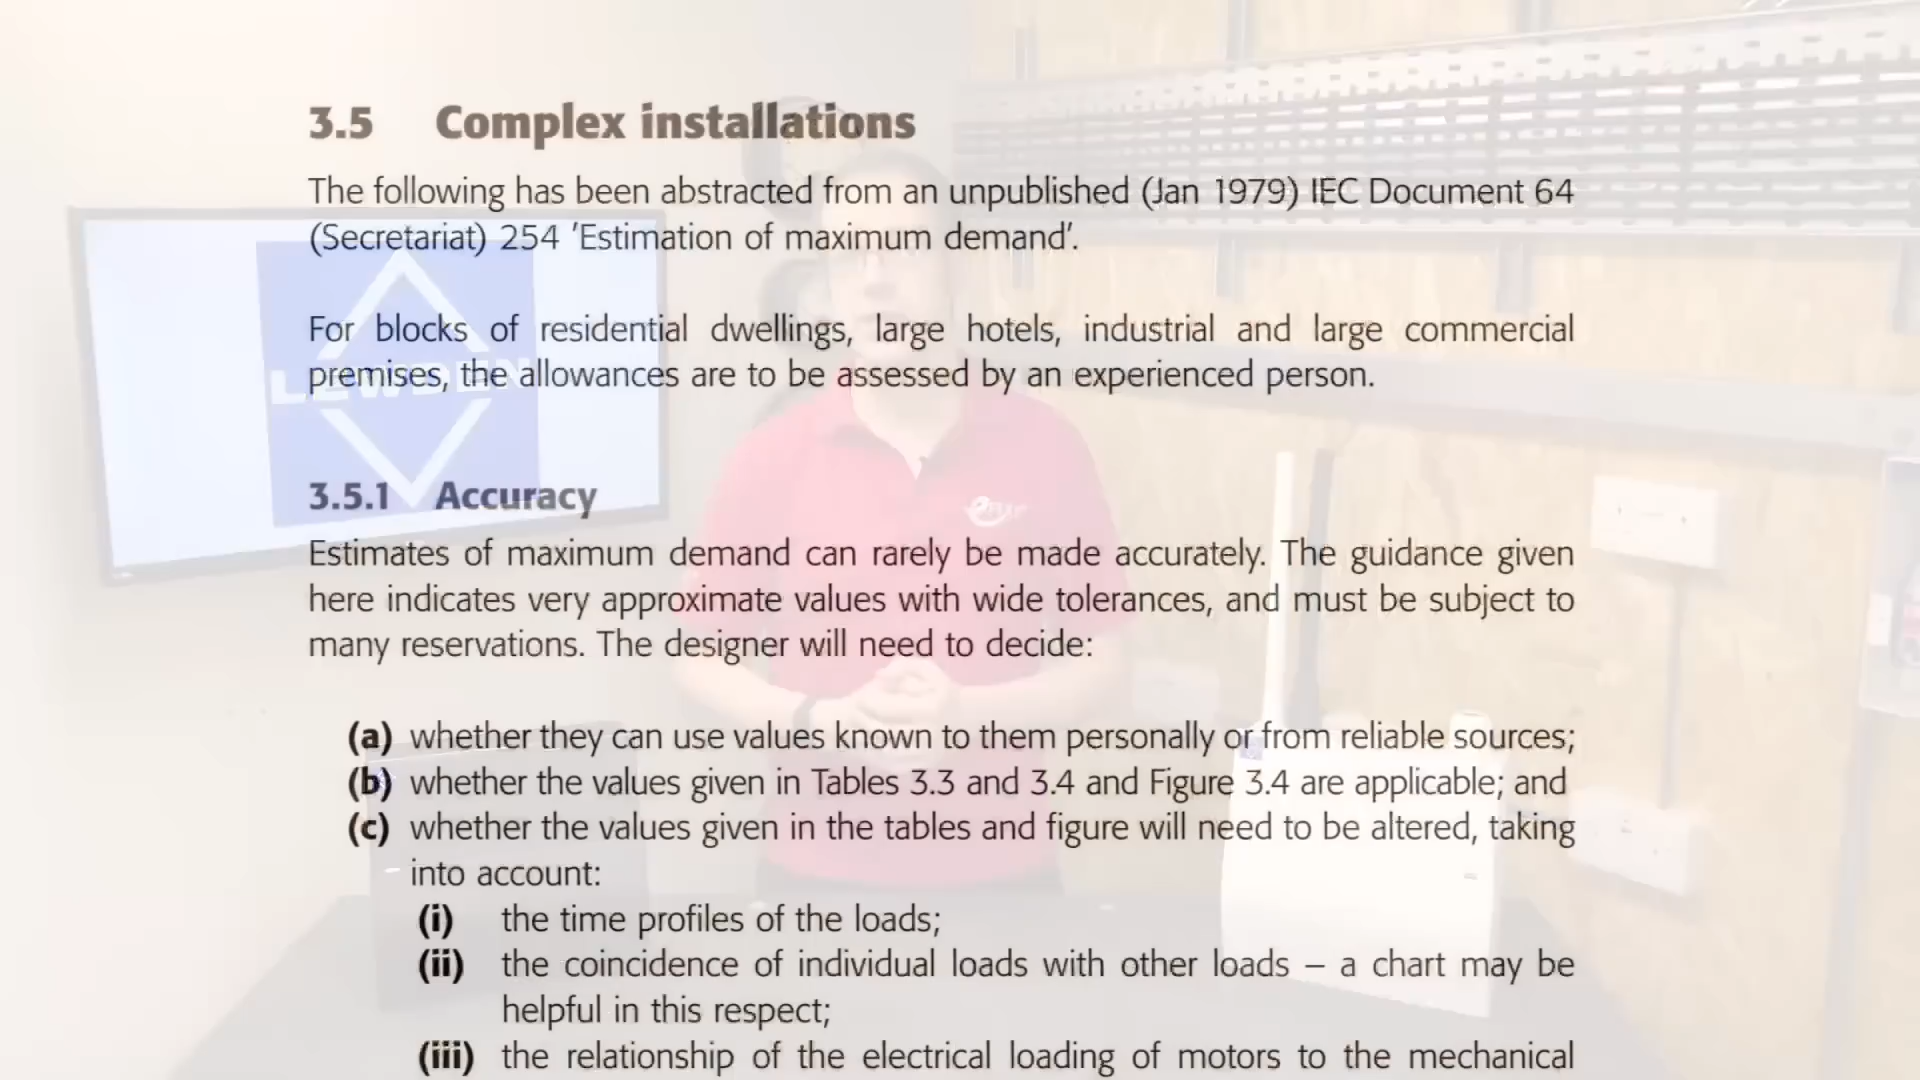 3.5 Complex installations
The following has been abstracted from an unpublished (Jan 1979) IEC Document 64
(Secretariat) 254 'Estimation of maximum demand'.
For blocks of residential dwellings, large hotels, industrial and large commercial
premises, the allowances are to be assessed by an experienced person.
LEWDEN
3.5.1 Accuracy
Estimates of maximum demand can rarely be made accurately. The guidance given
here indicates very approximate values with wide tolerances, and must be subject to
many reservations. The designer will need to decide:
(a) whether they can use values known to them personally or from reliable sources;
(b) whether the values given in Tables 3.3 and 3.4 and Figure 3.4 are applicable; and
(c) whether the values given in the tables and figure will need to be altered, taking
into account:
(i) the time profiles of the loads;
(ii) the coincidence of individual loads with other loads – a chart may be
helpful in this respect;
(iii) the relationship of the electrical loading of motors to the mechanical